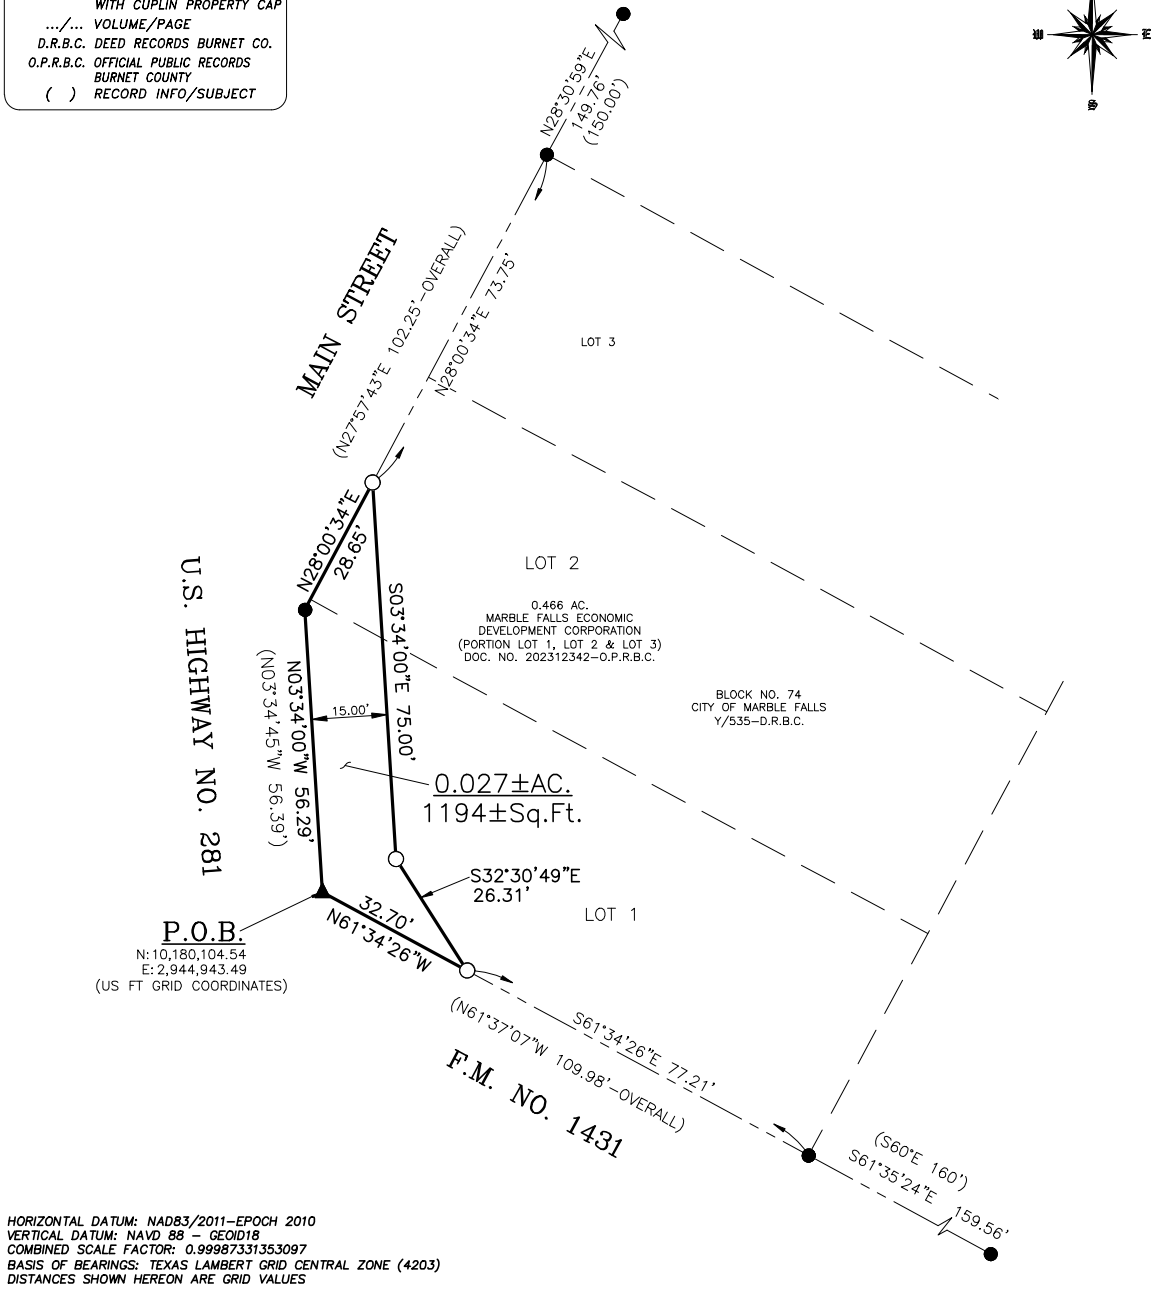 WITH CUPLIN PROPERTY CAP
.../... VOLUME/PAGE
D.R.B.C. DEED RECORDS BURNET CO.
O.P.R.B.C. OFFICIAL PUBLIC RECORDS
BURNET COUNTY
( ) RECORD INFO/SUBJECT
E
S
N28°30'59"E
149.76'
(150.00')
MAIN STREET
(N27°57'43"E 102.25'-OVERALL)
N28°00'34"E 73.75'
LOT 3
N28°00'34"E
28.65'
LOT 2
0.466 AC.
MARBLE FALLS ECONOMIC
DEVELOPMENT CORPORATION
(PORTION LOT 1, LOT 2 & LOT 3)
DOC. NO. 202312342-O.P.R.B.C.
BLOCK NO. 74
CITY OF MARBLE FALLS
Y/535-D.R.B.C.
U.S. HIGHWAY NO. 281
(N03°34'45"W 56.39')
N03°34'00"W 56.29'
15.00'
S03°34'00"E 75.00'
0.027±AC.
1194±Sq.Ft.
S32°30'49"E
26.31'
LOT 1
32.70'
N61°34'26"W
P.O.B.
N: 10,180,104.54
E: 2,944,943.49
(US FT GRID COORDINATES)
S61°34'26"E 77.21'
(N61°37'07"W 109.98'-OVERALL)
F.M. NO. 1431
(S60°E 160')
S61°35'24"E 159.56'
HORIZONTAL DATUM: NAD83/2011-EPOCH 2010
VERTICAL DATUM: NAVD 88 - GEOID18
COMBINED SCALE FACTOR: 0.99987331353097
BASIS OF BEARINGS: TEXAS LAMBERT GRID CENTRAL ZONE (4203)
DISTANCES SHOWN HEREON ARE GRID VALUES